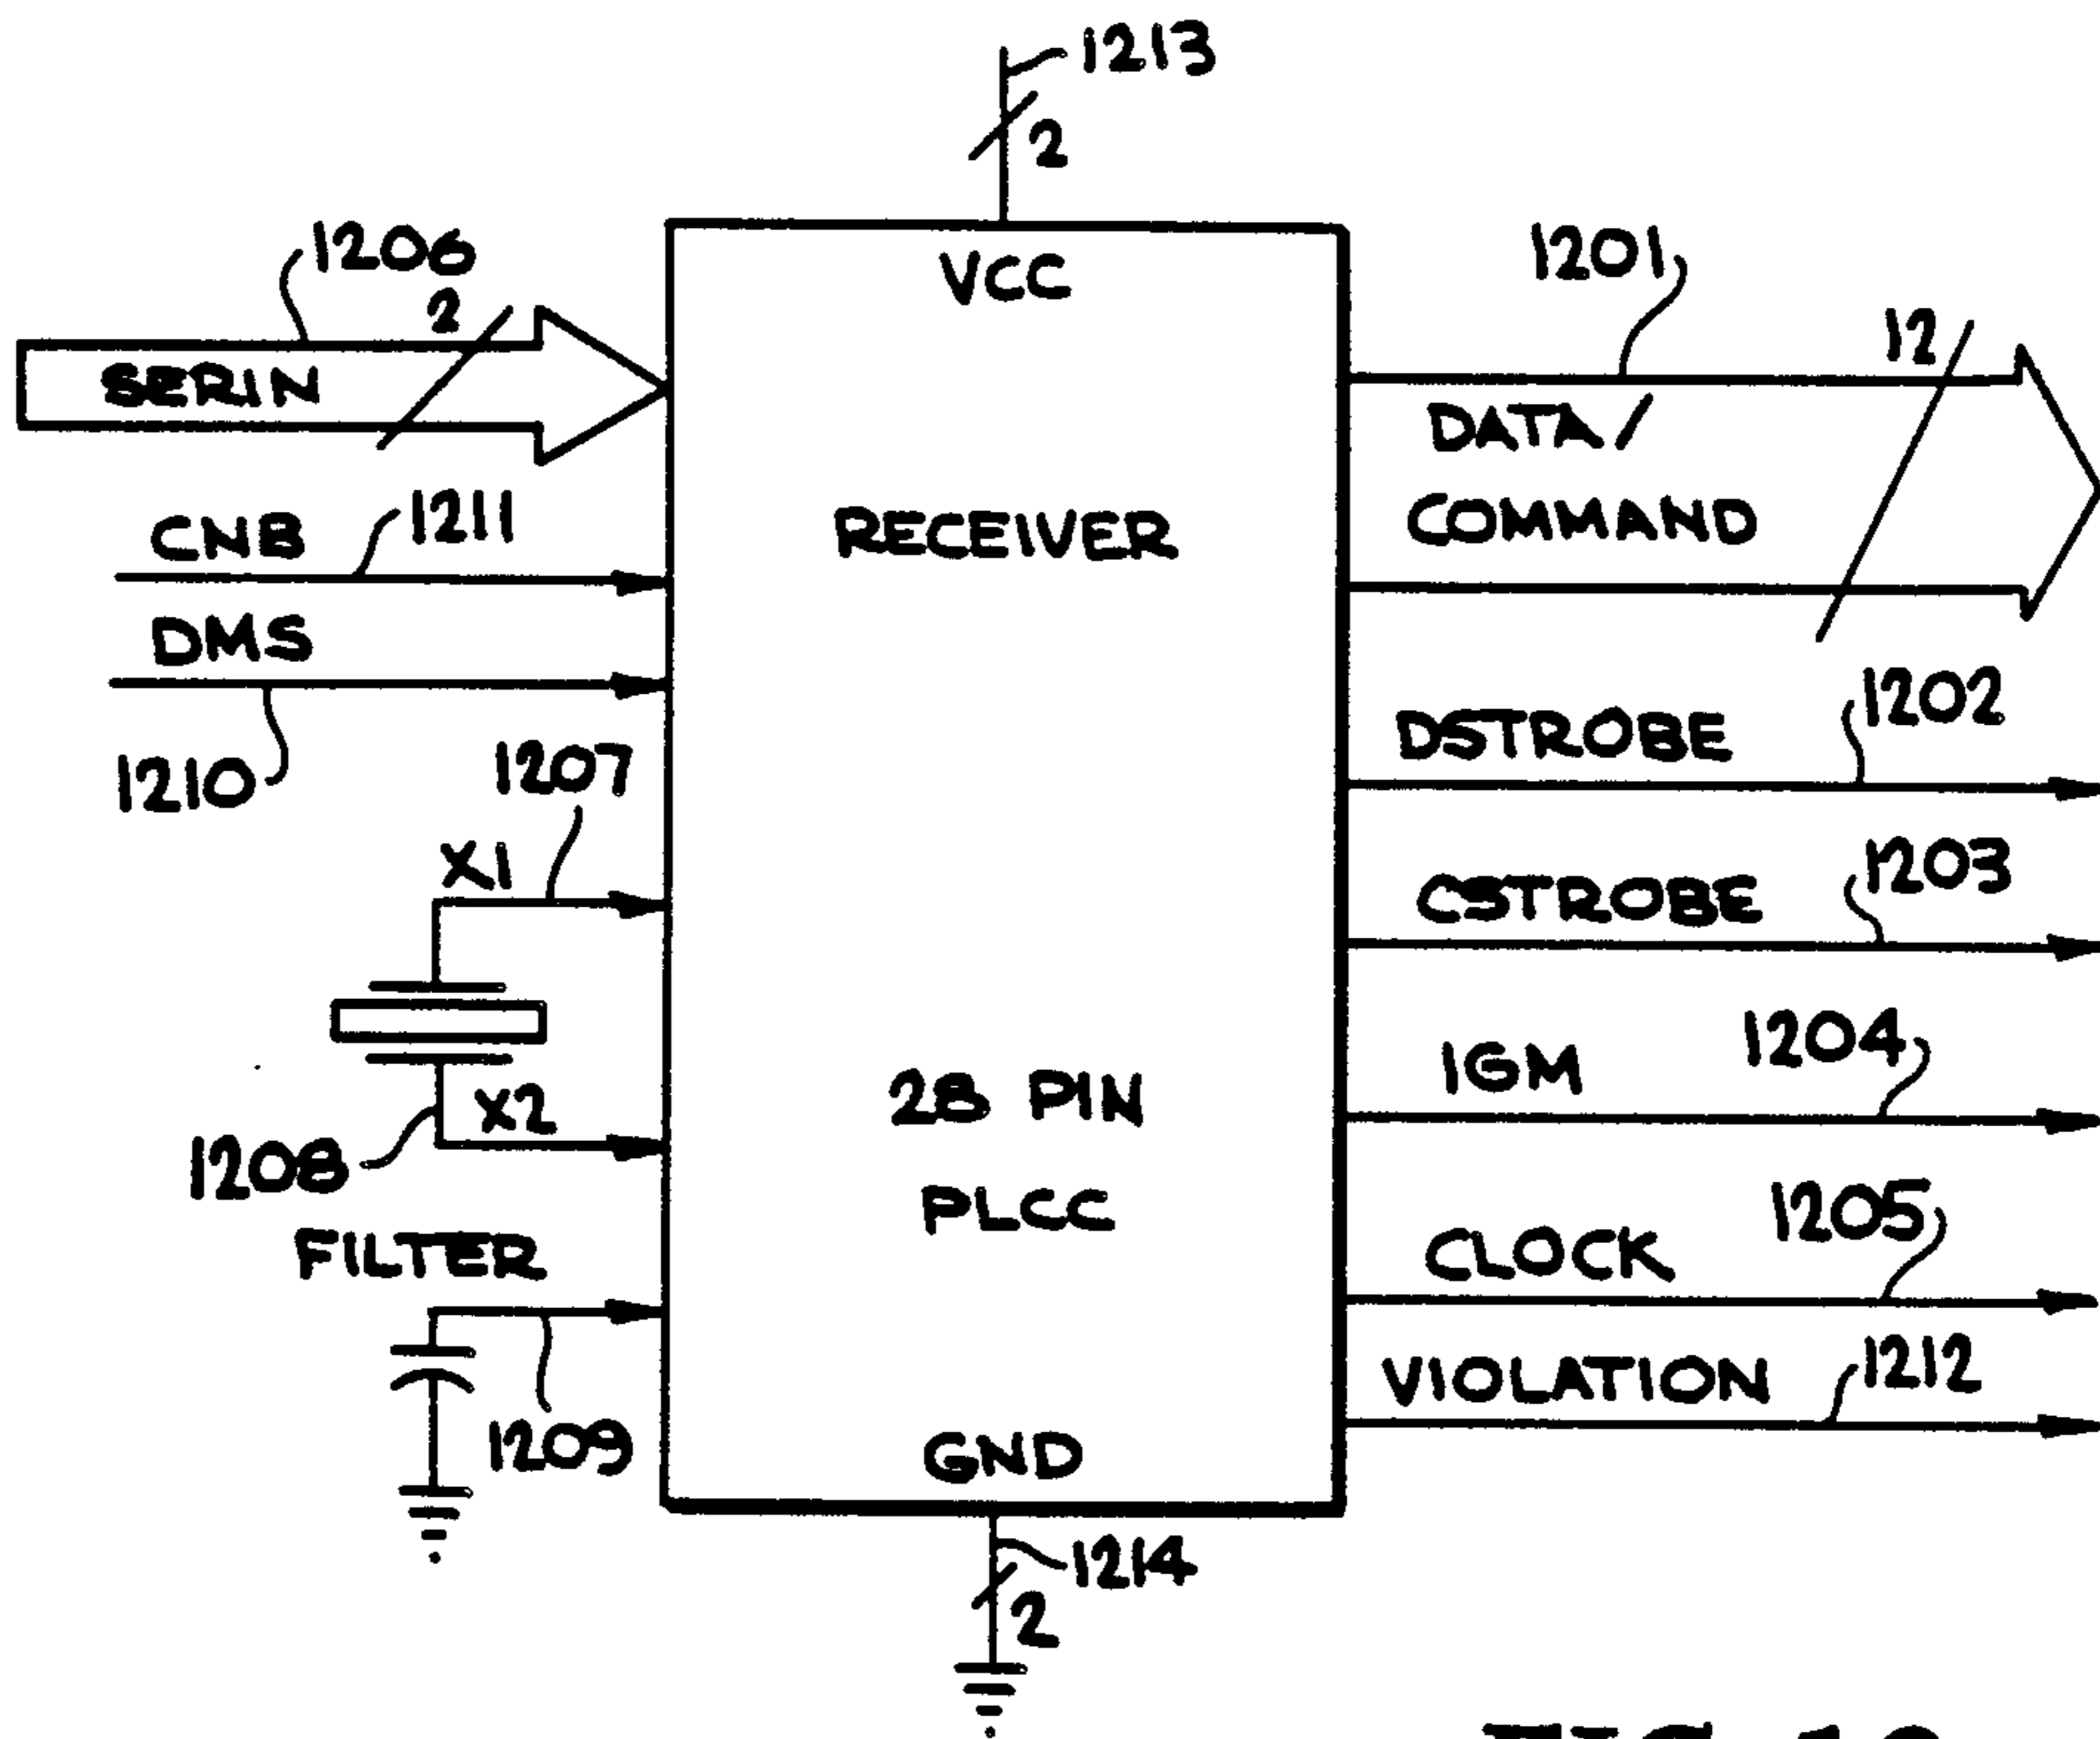 1213
2
1206
2
SERIN
VCC
1201
12
DATA/
COMMAND
CNB
1211
RECEIVER
DMS
1210
DSTROBE
1202
1207
X1
CSTROBE
1203
1208
X2
28 PIN
PLCC
IGM
1204
FILTER
1209
CLOCK
1205
VIOLATION
1212
GND
1214
2